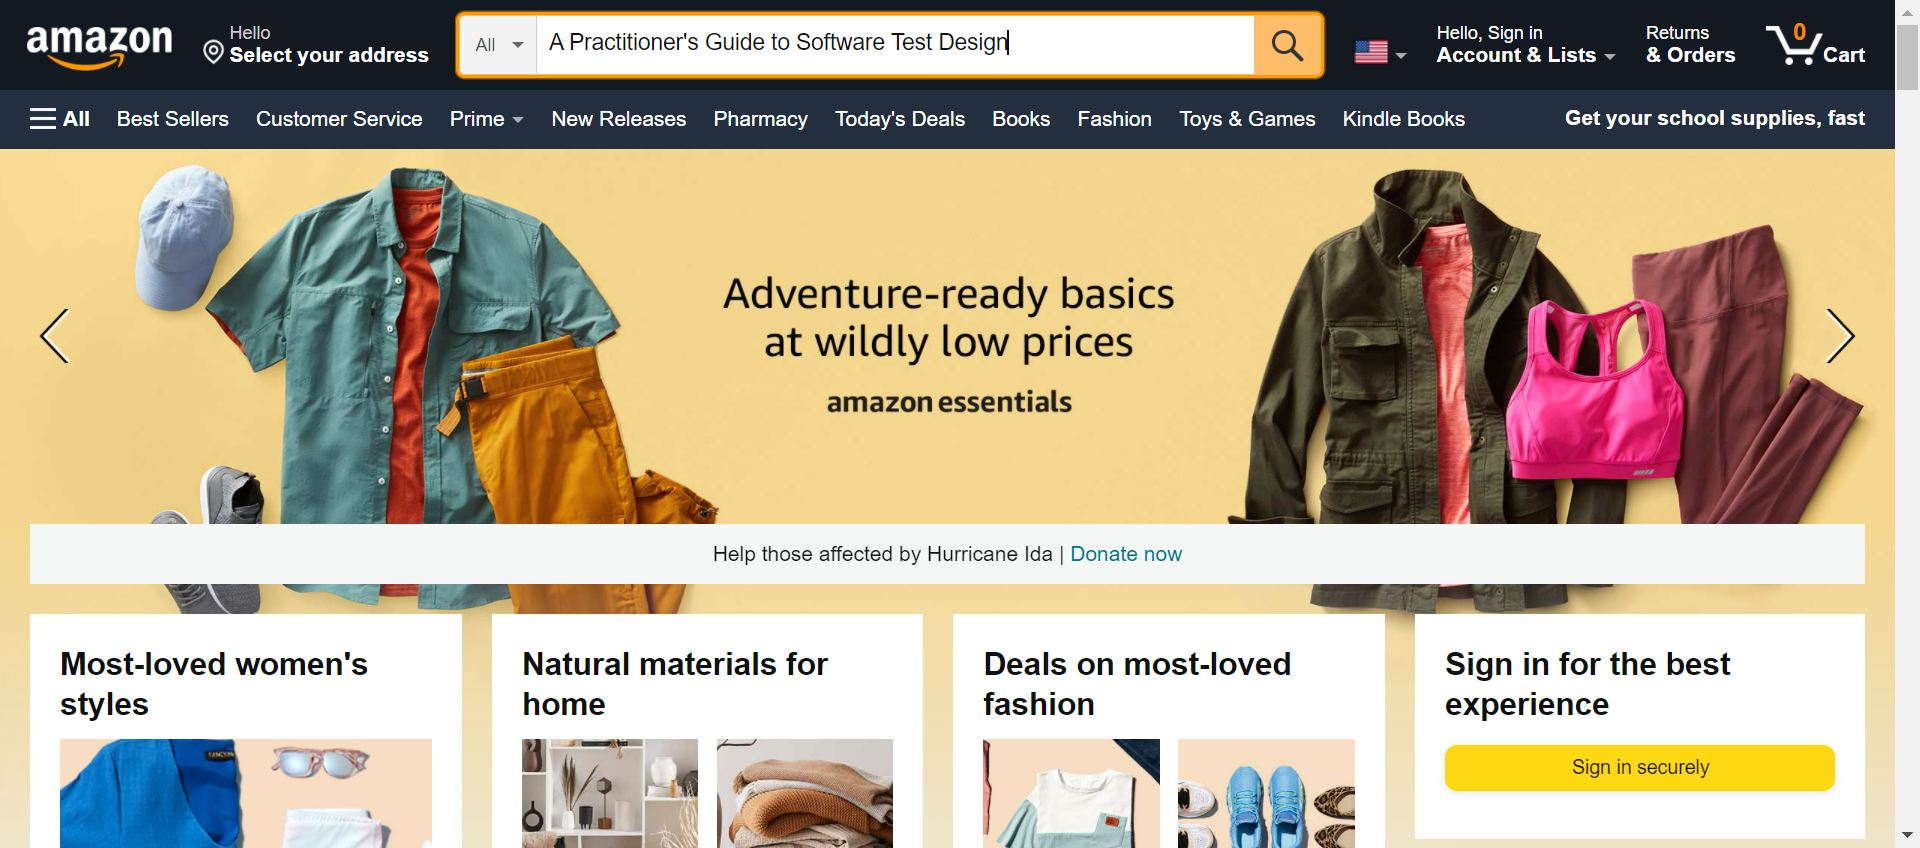 amazon
Hello
Select your address
All
A Practitioner's Guide to Software Test Design
Hello, Sign in
Account & Lists
Returns
& Orders
0
Cart
All
Best Sellers
Customer Service
Prime
New Releases
Pharmacy
Today's Deals
Books
Fashion
Toys & Games
Kindle Books
Get your school supplies, fast
Adventure-ready basics
at wildly low prices
amazon essentials
Help those affected by Hurricane Ida | Donate now
Most-loved women's
styles
Natural materials for
home
Deals on most-loved
fashion
Sign in for the best
experience
Sign in securely